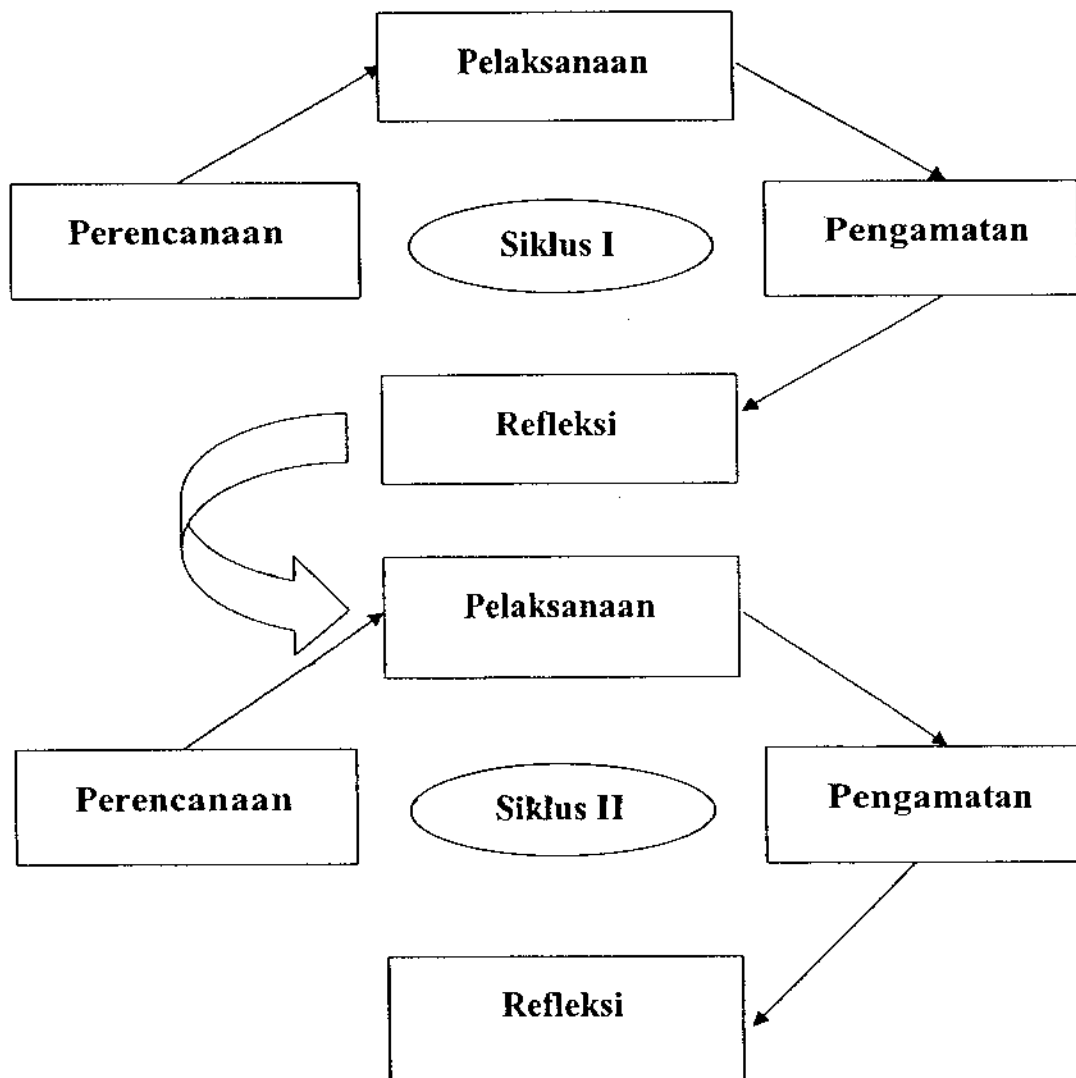 Pelaksanaan
Perencanaan
Siklus I
Pengamatan
Refleksi
Pelaksanaan
Perencanaan
Siklus II
Pengamatan
Refleksi